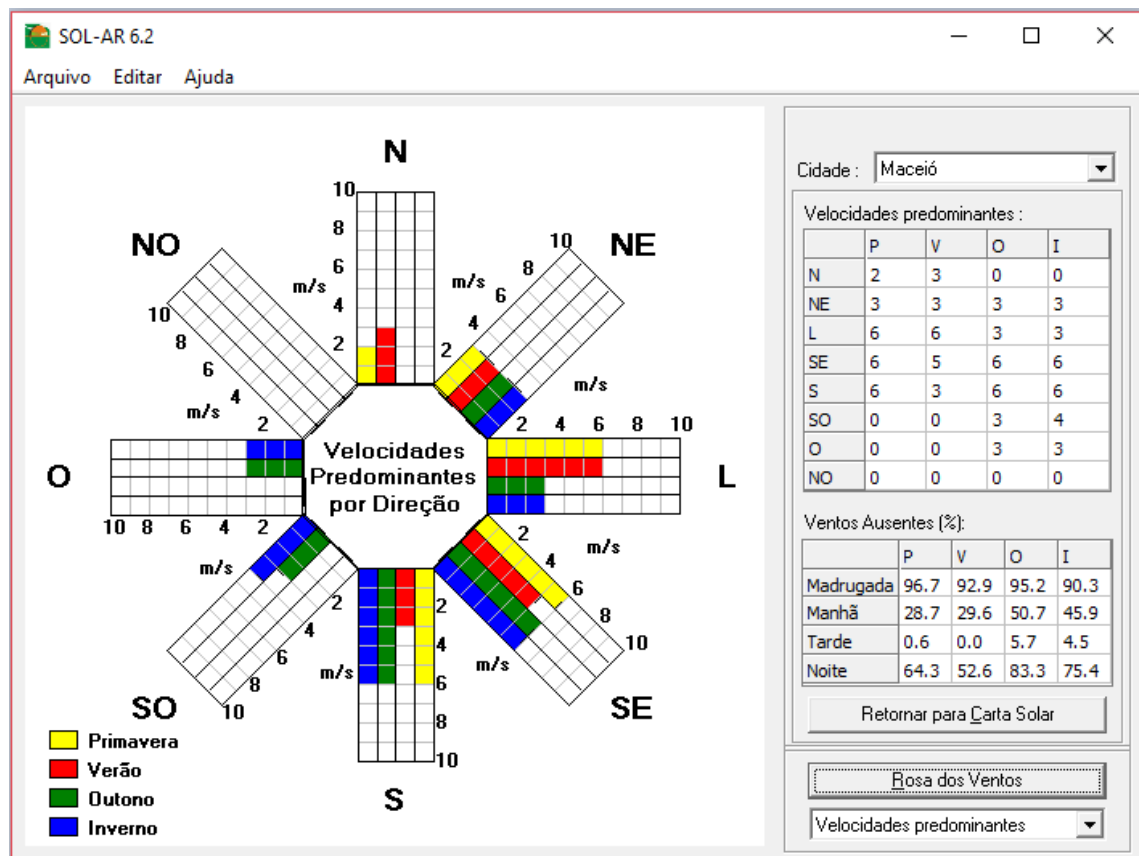 SOL-AR 6.2
Arquivo Editar Ajuda
N
NE
L
SE
S
SO
O
NO
10 8 6 4 2 m/s
10 8 6 4 2 m/s
2 4 6 8 10 m/s
2 4 6 8 10 m/s
2 4 6 8 10 m/s
2 4 6 8 10 m/s
10 8 6 4 2 m/s
10 8 6 4 2 m/s
Velocidades
Predominantes
por Direção
Primavera
Verão
Outono
Inverno
Cidade : Maceió
Velocidades predominantes :
P V O I
N 2 3 0 0
NE 3 3 3 3
L 6 6 3 3
SE 6 5 6 6
S 6 3 6 6
SO 0 0 3 4
O 0 0 3 3
NO 0 0 0 0
Ventos Ausentes (%):
P V O I
Madrugada 96.7 92.9 95.2 90.3
Manhã 28.7 29.6 50.7 45.9
Tarde 0.6 0.0 5.7 4.5
Noite 64.3 52.6 83.3 75.4
Retornar para Carta Solar
Rosa dos Ventos
Velocidades predominantes